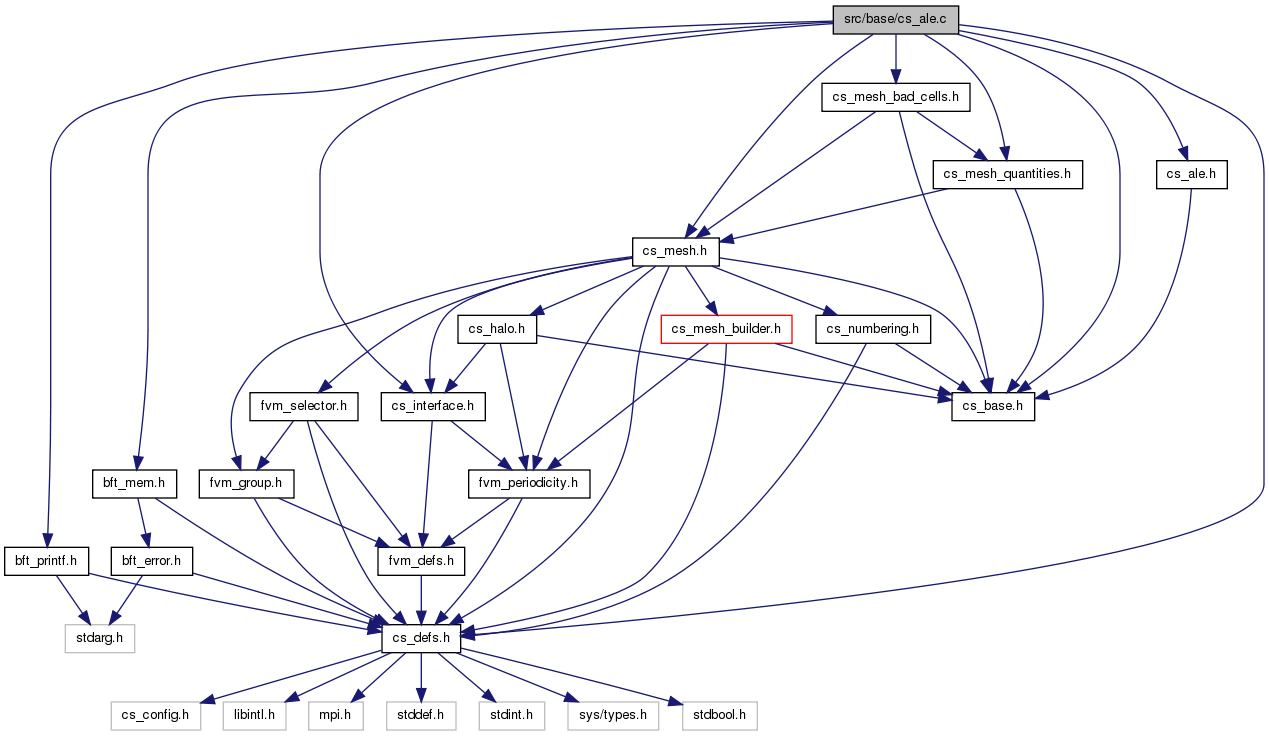 src/base/cs_ale.c
cs_mesh_bad_cells.h
cs_mesh_quantities.h
cs_ale.h
cs_mesh.h
cs_halo.h
cs_mesh_builder.h
cs_numbering.h
fvm_selector.h
cs_interface.h
cs_base.h
bft_mem.h
fvm_group.h
fvm_periodicity.h
bft_printf.h
bft_error.h
fvm_defs.h
stdarg.h
cs_defs.h
cs_config.h
libintl.h
mpi.h
stddef.h
stdint.h
sys/types.h
stdbool.h